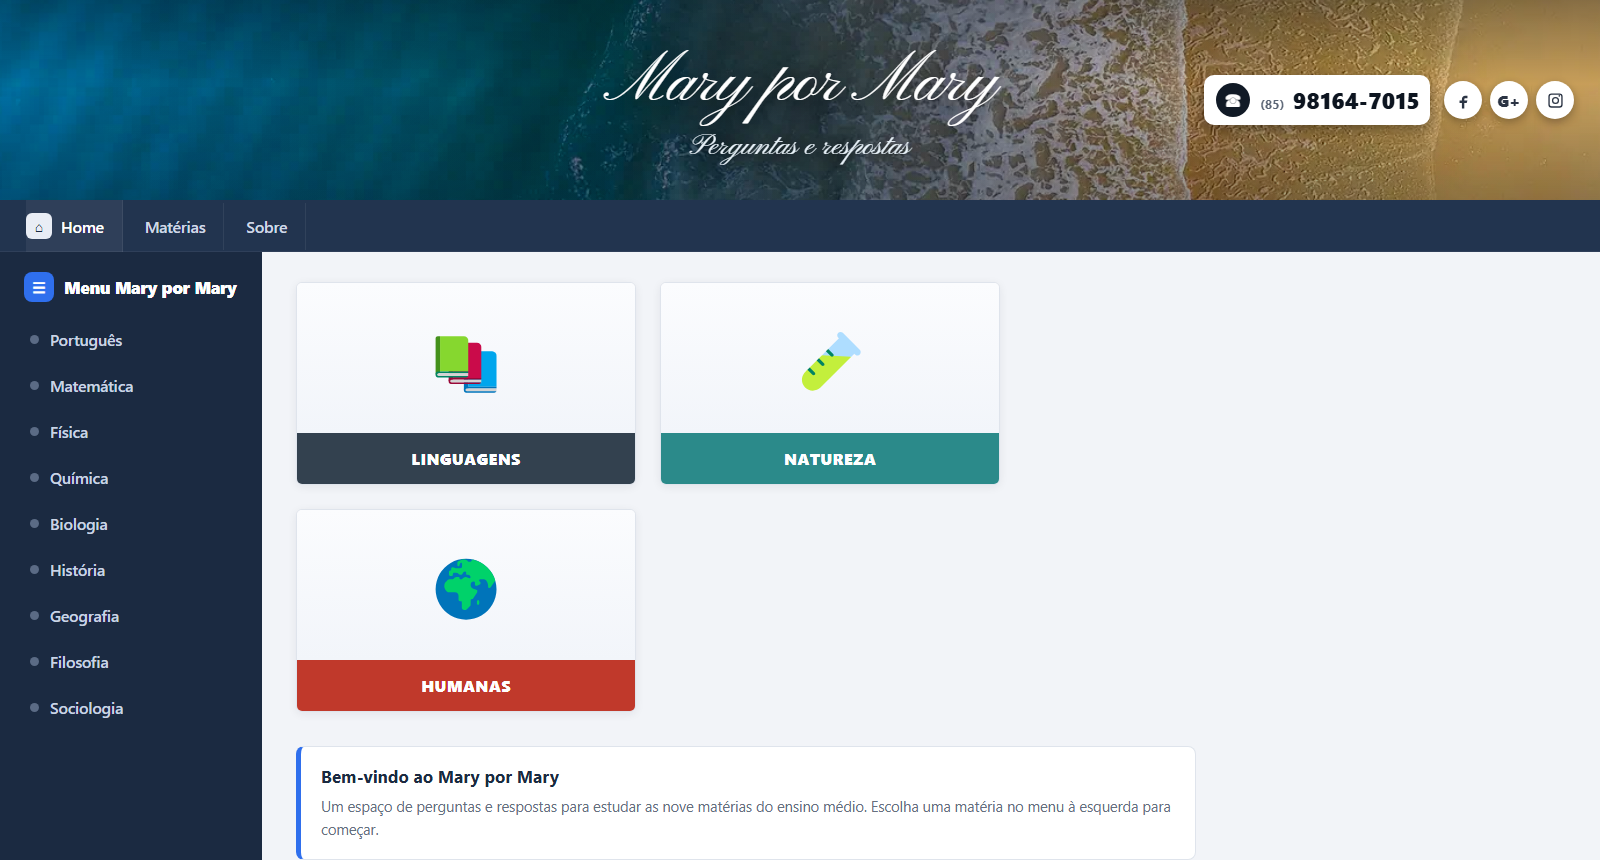 Mary por Mary
Perguntas e respostas
(85) 98164-7015
G+
Home
Matérias
Sobre
Menu Mary por Mary
Português
Matemática
Física
Química
Biologia
História
Geografia
Filosofia
Sociologia
LINGUAGENS
NATUREZA
HUMANAS
Bem-vindo ao Mary por Mary
Um espaço de perguntas e respostas para estudar as nove matérias do ensino médio. Escolha uma matéria no menu à esquerda para
começar.